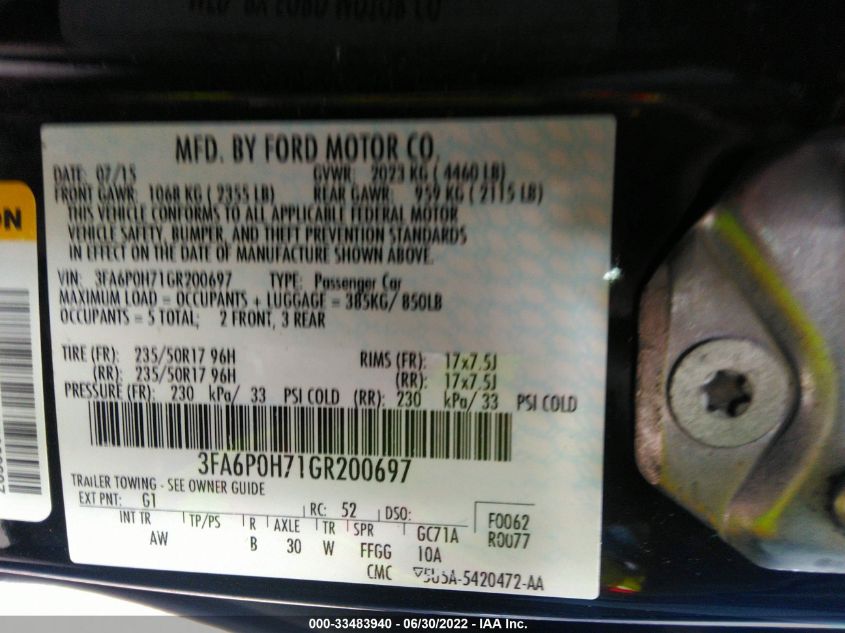 MFD. BY FORD MOTOR CO.
DATE: 07/15 GVWR: 2023 KG ( 4460 LB)
FRONT GAWR: 1068 KG ( 2355 LB) REAR GAWR: 959 KG ( 2115 LB)
THIS VEHICLE CONFORMS TO ALL APPLICABLE FEDERAL MOTOR
VEHICLE SAFETY, BUMPER, AND THEFT PREVENTION STANDARDS
IN EFFECT ON THE DATE OF MANUFACTURE SHOWN ABOVE.
VIN: 3FA6P0H71GR200697 TYPE: Passenger Car
MAXIMUM LOAD = OCCUPANTS + LUGGAGE = 385KG/ 850LB
OCCUPANTS = 5 TOTAL; 2 FRONT, 3 REAR
TIRE (FR): 235/50R17 96H RIMS (FR): 17x7.5J
(RR): 235/50R17 96H (RR): 17x7.5J
PRESSURE (FR): 230 kPa/ 33 PSI COLD (RR): 230 kPa/ 33 PSI COLD
3FA6P0H71GR200697
TRAILER TOWING - SEE OWNER GUIDE
EXT PNT: G1 RC: 52 DSO: F0062
INT TR TP/PS R AXLE TR SPR GC71A R0077
AW B 30 W FFGG 10A
CMC 5U5A-5420472-AA
ON
000-33483940 - 06/30/2022 - IAA Inc.